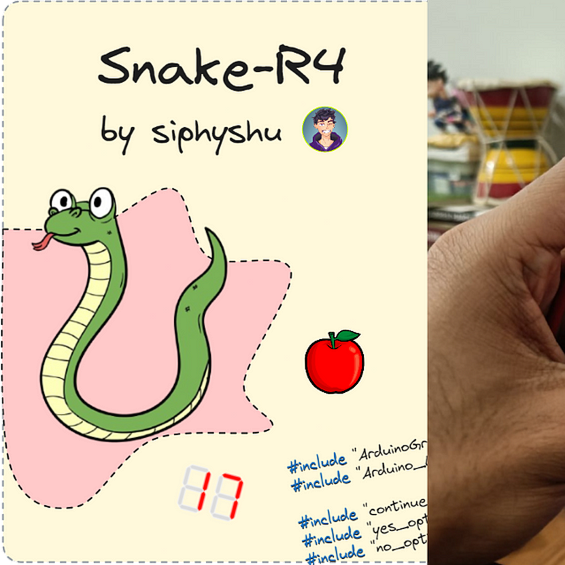 Snake-R4
by siphyshu
17
#include "ArduinoGr
#include "Arduino_
#include "continue
#include "yes_opt
#include "no_opt